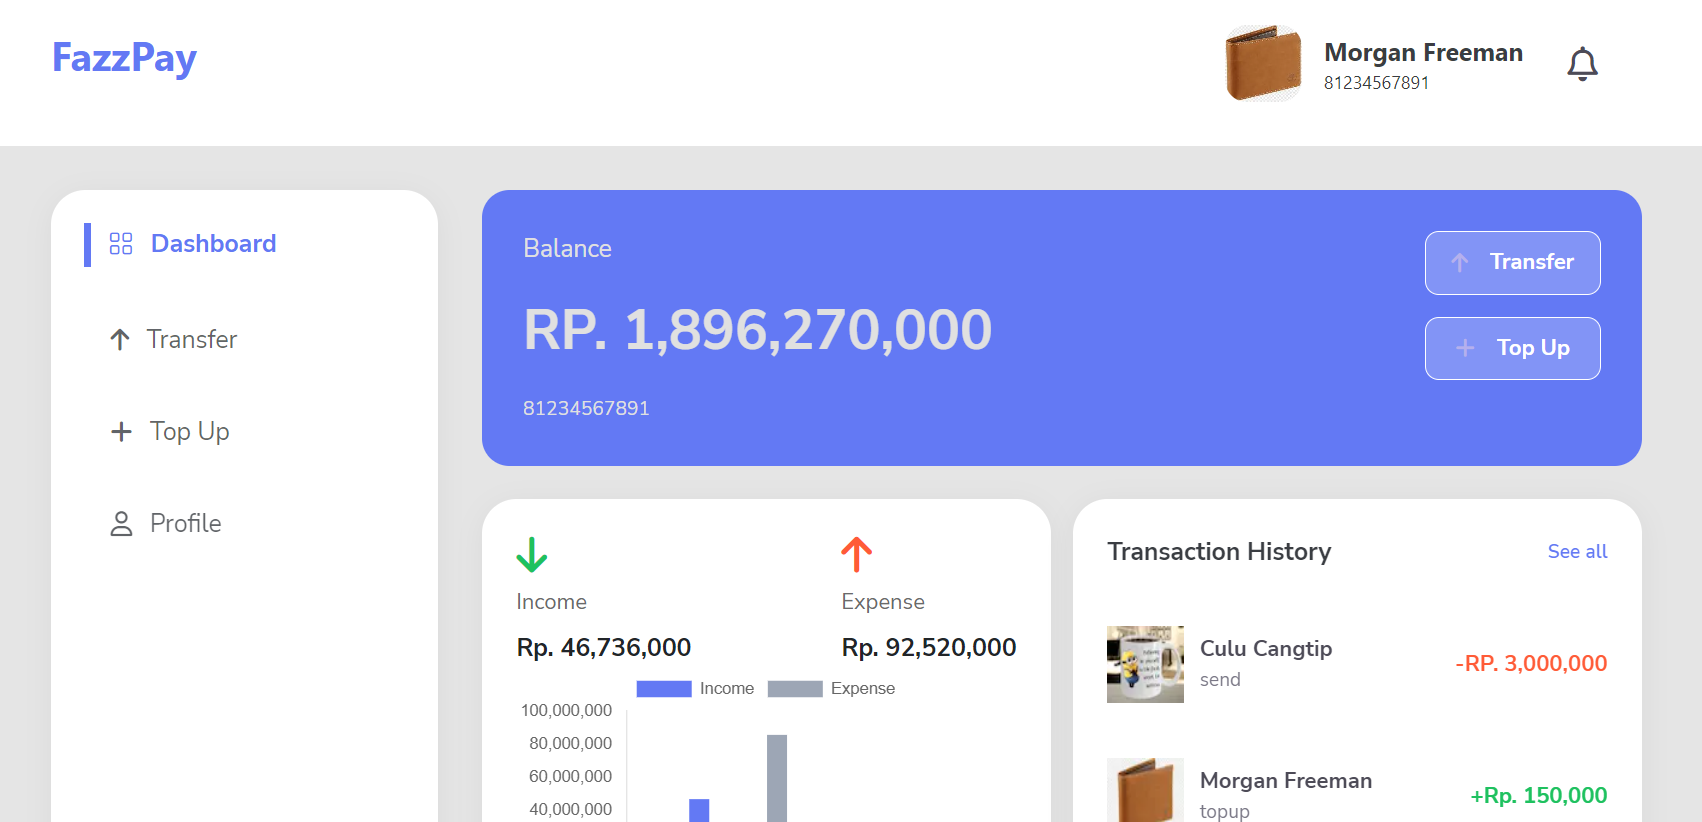 FazzPay
Morgan Freeman
81234567891
Dashboard
Transfer
Top Up
Profile
Balance
RP. 1,896,270,000
81234567891
Transfer
Top Up
Income
Rp. 46,736,000
Expense
Rp. 92,520,000
Income Expense
100,000,000
80,000,000
60,000,000
40,000,000
Transaction History
See all
Culu Cangtip
send
-RP. 3,000,000
Morgan Freeman
topup
+Rp. 150,000